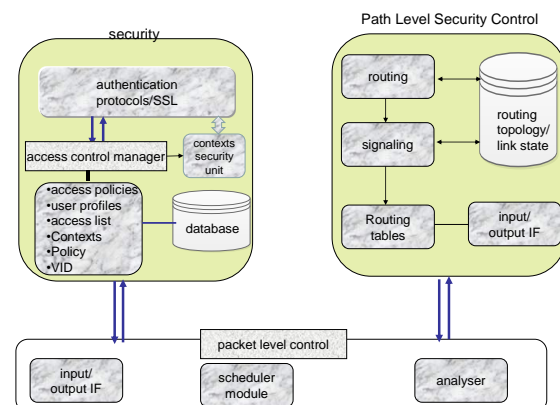 security
authentication
protocols/SSL
access control manager
contexts
security
unit
•access policies
•user profiles
•access list
•Contexts
•Policy
•VID
database
Path Level Security Control
routing
signaling
Routing
tables
routing
topology/
link state
input/
output IF
packet level control
input/
output IF
scheduler
module
analyser